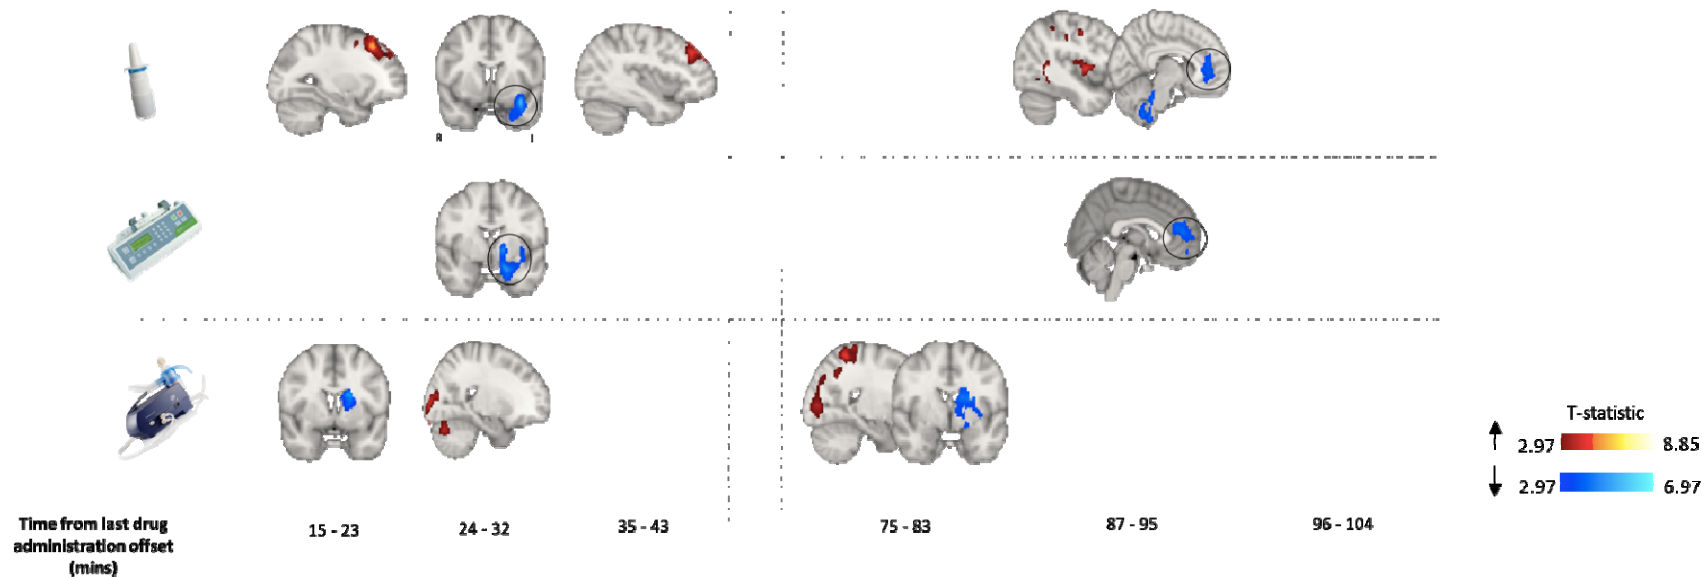 R
T-statistic
2.97 8.85
2.97 6.97
Time from last drug
administration offset
(mins)
15 - 23
24 - 32
35 - 43
75 - 83
87 - 95
96 - 104